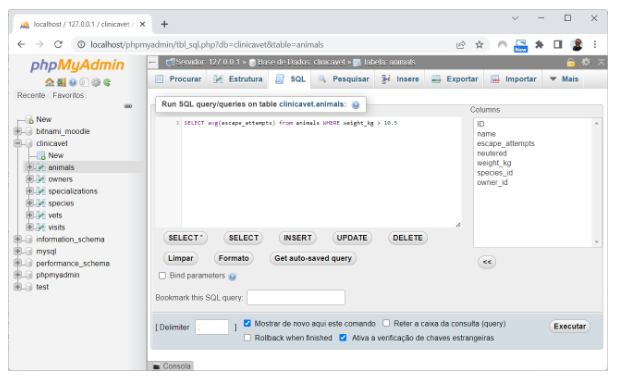 localhost / 127.0.0.1 / clinicavet /
localhost/phpmyadmin/tbl_sql.php?db=clinicavet&table=animals
phpMyAdmin
Recente Favoritos
New
bitnami_moodle
clinicavet
New
animals
owners
specializations
species
vets
visits
information_schema
mysql
performance_schema
phpmyadmin
test
Servidor: 127.0.0.1 » Base de Dados: clinicavet » Tabela: animals
Procurar Estrutura SQL Pesquisar Insere Exportar Importar Mais
Run SQL query/queries on table clinicavet.animals:
1 SELECT avg(escape_attempts) from animals WHERE weight_kg > 10.5
Columns
ID
name
escape_attempts
neutered
weight_kg
species_id
owner_id
SELECT* SELECT INSERT UPDATE DELETE
Limpar Formato Get auto-saved query
<<
Bind parameters
Bookmark this SQL query:
[ Delimiter ; ] Mostrar de novo aqui este comando Reter a caixa da consulta (query)
Rollback when finished Ativa a verificação de chaves estrangeiras
Executar
Consola